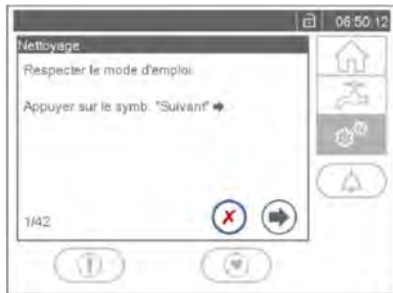 06:50:12
Nettoyage
Respecter le mode d'emploi
Appuyer sur le symb. "Suivant" ➡.
1/42